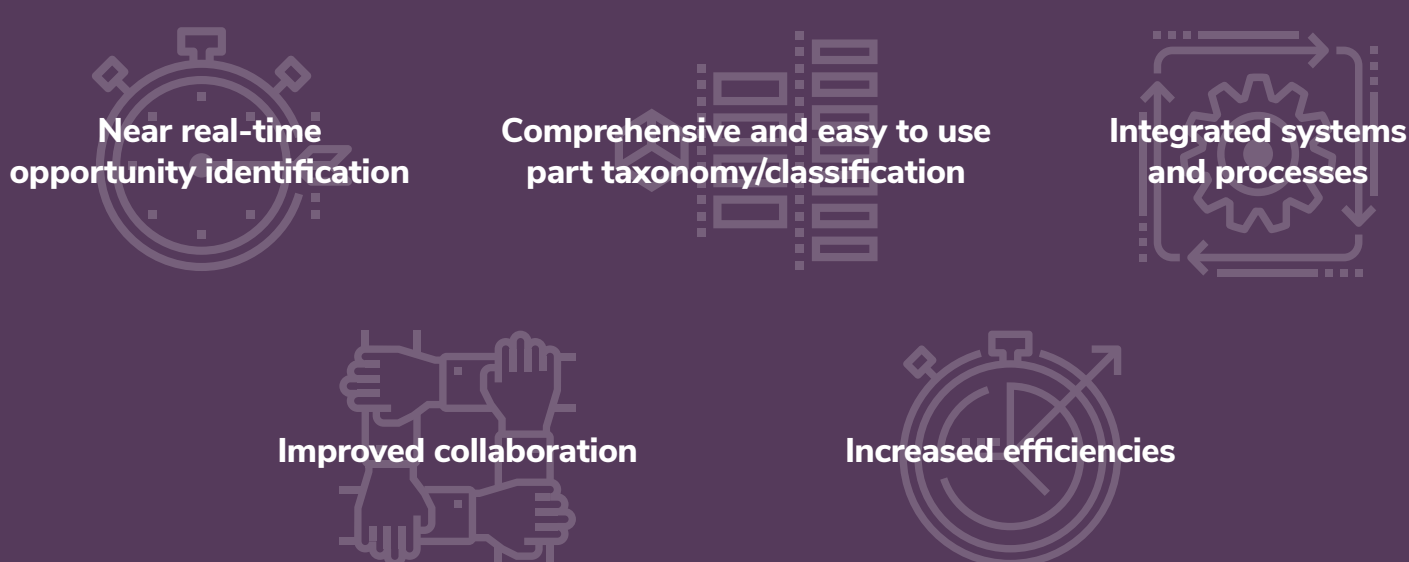 Near real-time
opportunity identification
Comprehensive and easy to use
part taxonomy/classification
Integrated systems
and processes
Improved collaboration
Increased efficiencies